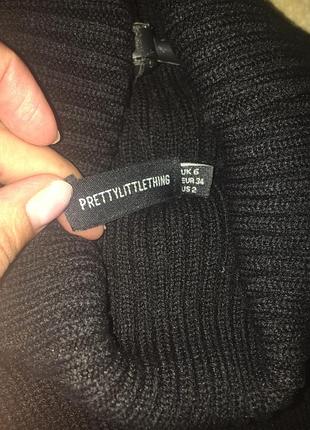 PRETTYLITTLETHING
UK 6
EUR 34
US 2